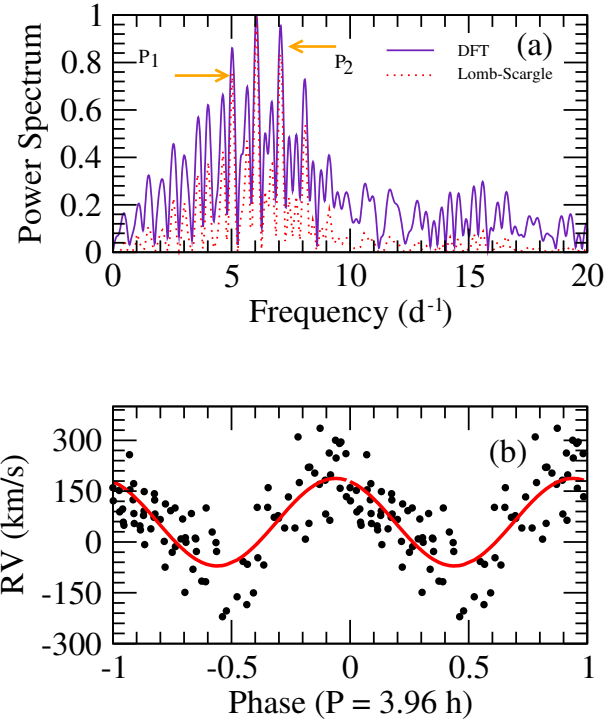 1
0.8
0.6
0.4
0.2
0
Power Spectrum
P1
P2
DFT
Lomb-Scargle
(a)
0 5 10 15 20
Frequency (d-1)
300
150
0
-150
-300
RV (km/s)
(b)
-1 -0.5 0 0.5 1
Phase (P = 3.96 h)